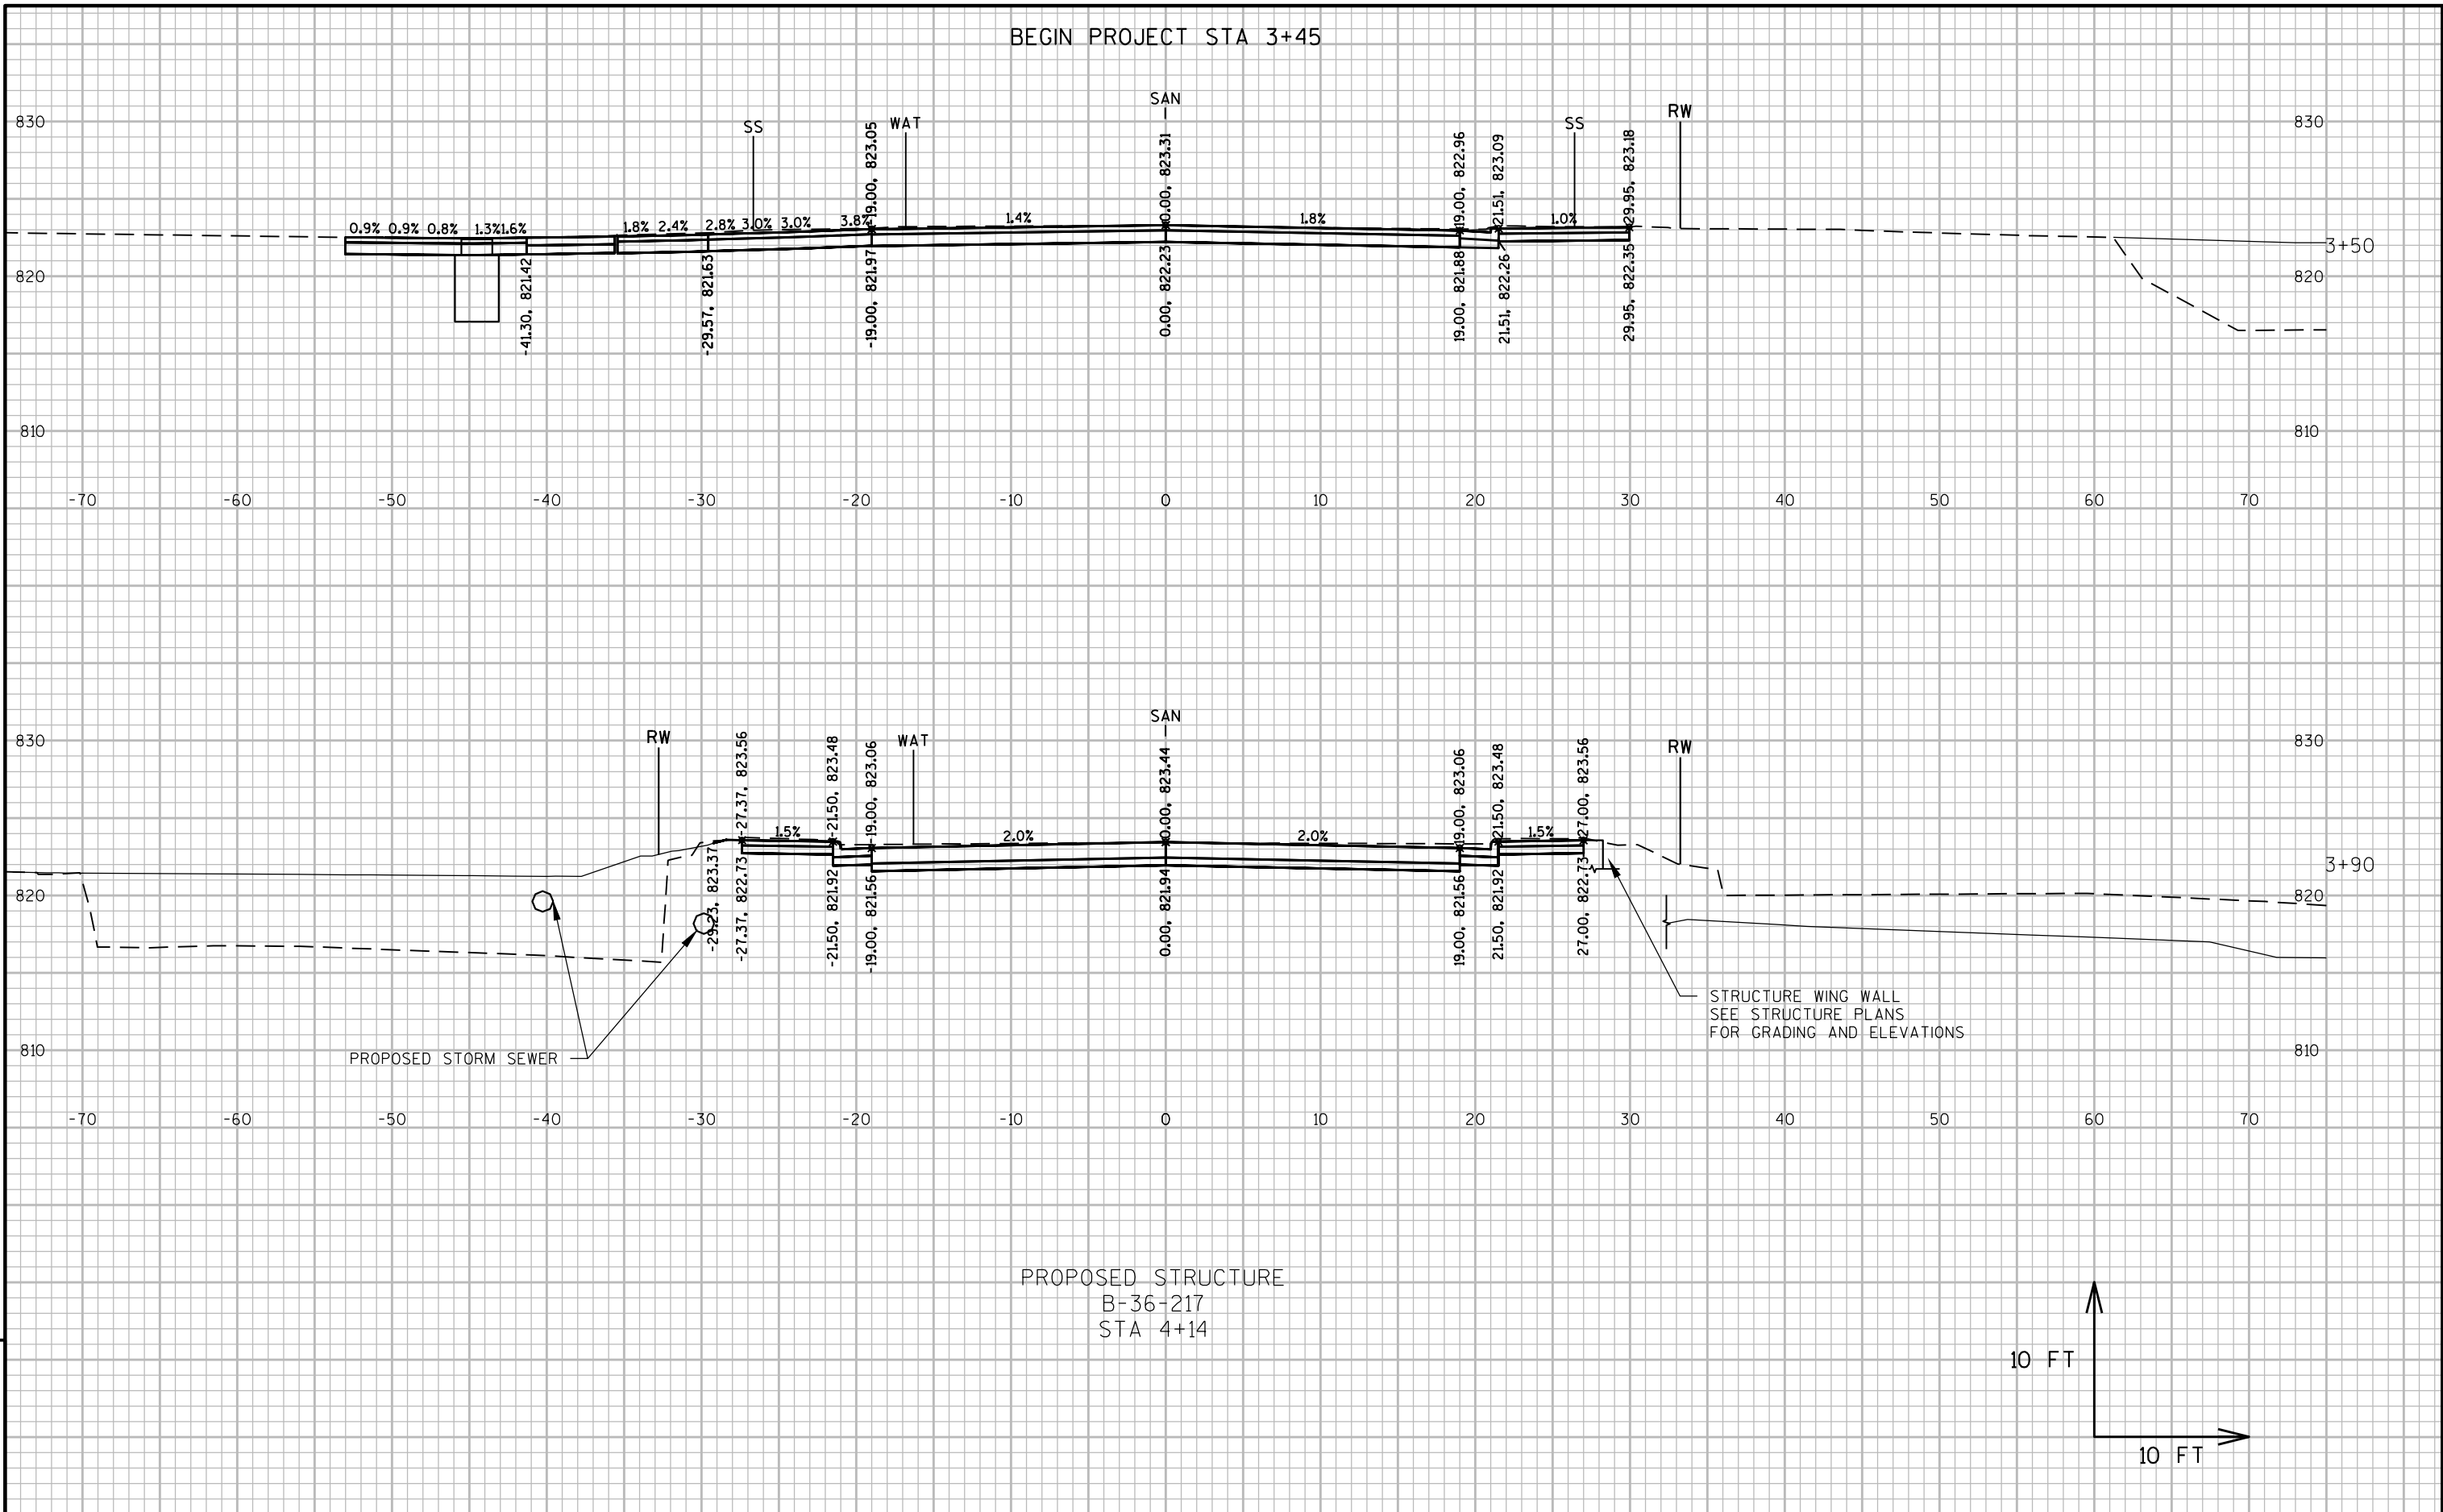 BEGIN PROJECT STA 3+45
SAN
830
SS
WAT
SS
RW
830
-19.00, 823.05
0.00, 823.31
19.00, 822.96
21.51, 823.09
29.95, 823.18
0.9% 0.9% 0.8% 1.3% 1.6% 1.8% 2.4% 2.8% 3.0% 3.0% 3.8% 1.4% 1.8% 1.0%
3+50
820
820
-41.30, 821.42
-29.57, 821.63
-19.00, 821.97
0.00, 822.23
19.00, 821.88
21.51, 822.26
29.95, 822.35
810
810
-70 -60 -50 -40 -30 -20 -10 0 10 20 30 40 50 60 70
SAN
830
RW
WAT
RW
830
-27.37, 823.56
-21.50, 823.48
-19.00, 823.06
0.00, 823.44
19.00, 823.06
21.50, 823.48
27.00, 823.56
1.5% 2.0% 2.0% 1.5%
3+90
820
820
-29.23, 823.37
-27.37, 822.73
-21.50, 821.92
-19.00, 821.56
0.00, 821.94
19.00, 821.56
21.50, 821.92
27.00, 822.73
STRUCTURE WING WALL
SEE STRUCTURE PLANS
FOR GRADING AND ELEVATIONS
810
PROPOSED STORM SEWER
810
-70 -60 -50 -40 -30 -20 -10 0 10 20 30 40 50 60 70
PROPOSED STRUCTURE
B-36-217
STA 4+14
10 FT
10 FT